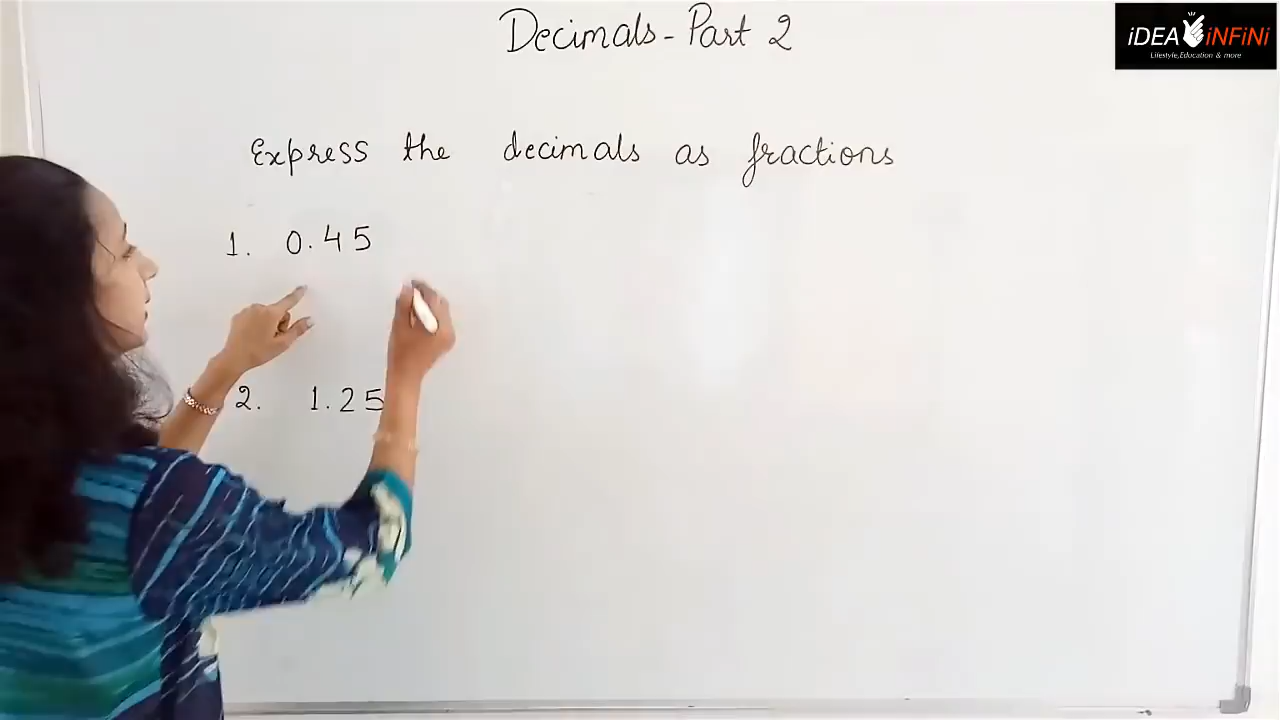 Decimals - Part 2
iDEA iNFiNi
Lifestyle,Education & more
Express the decimals as fractions
1. 0.45
2. 1.25